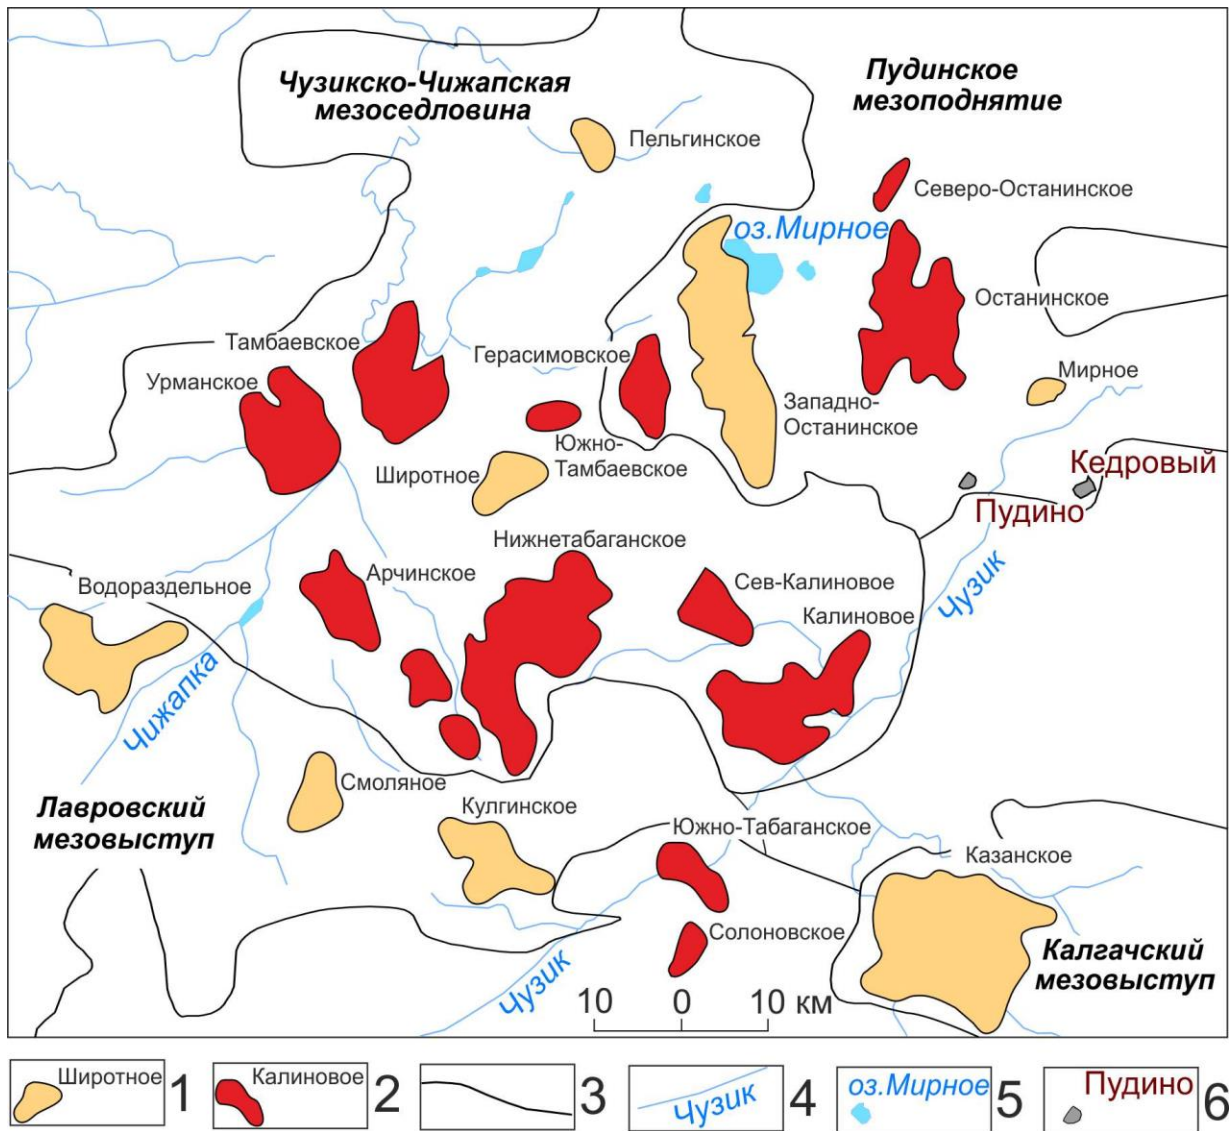 Чузикско-Чижапская
мезоседловина
Пудинское
мезоподнятие
Пельгинское
Северо-Останинское
оз.Мирное
Останинское
Тамбаевское
Герасимовское
Урманское
Мирное
Западно-
Останинское
Южно-
Тамбаевское
Широтное
Кедровый
Пудино
Нижнетабаганское
Арчинское
Сев-Калиновое
Водораздельное
Калиновое
Чузик
Чижапка
Смоляное
Кулгинское
Лавровский
мезовыступ
Южно-Табаганское
Казанское
Солоновское
Калгачский
мезовыступ
Чузик
10 0 10 км
Широтное 1
Калиновое 2
3
Чузик 4
оз.Мирное 5
Пудино 6